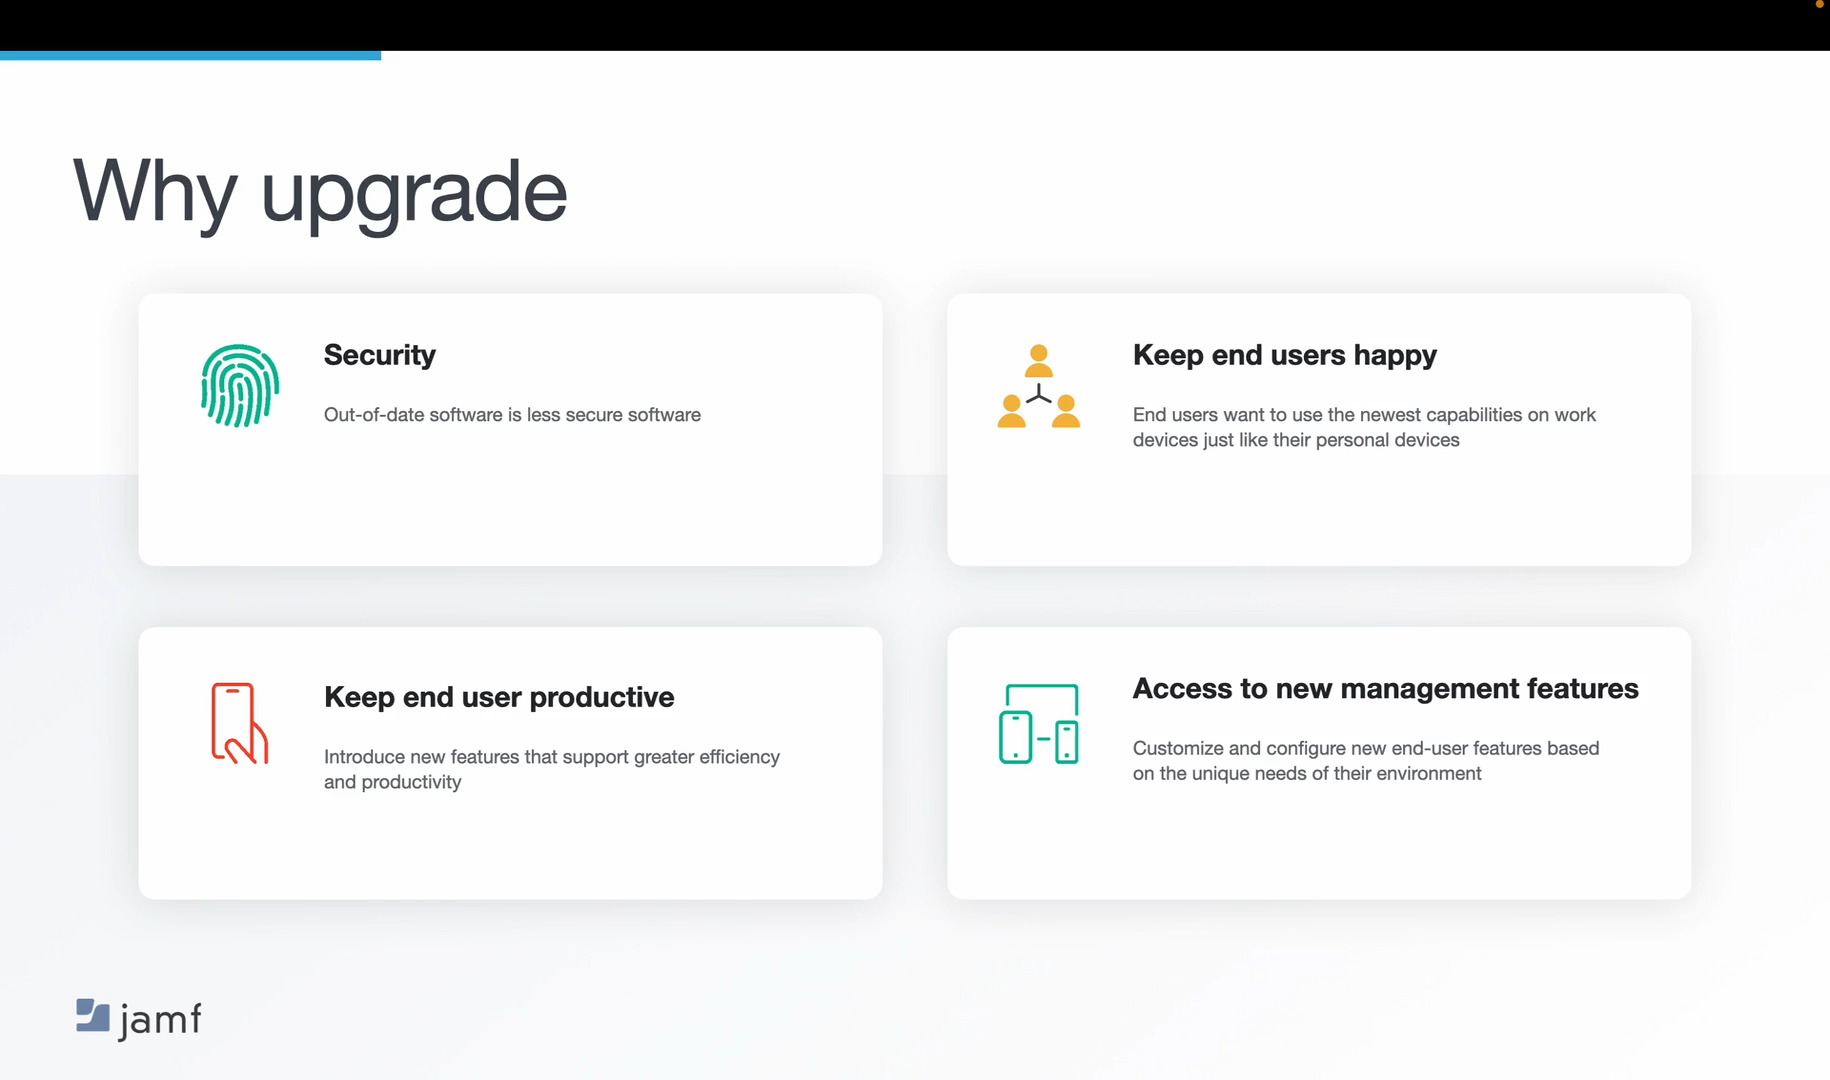 Why upgrade
Security
Out-of-date software is less secure software
Keep end users happy
End users want to use the newest capabilities on work
devices just like their personal devices
Keep end user productive
Introduce new features that support greater efficiency
and productivity
Access to new management features
Customize and configure new end-user features based
on the unique needs of their environment
jamf